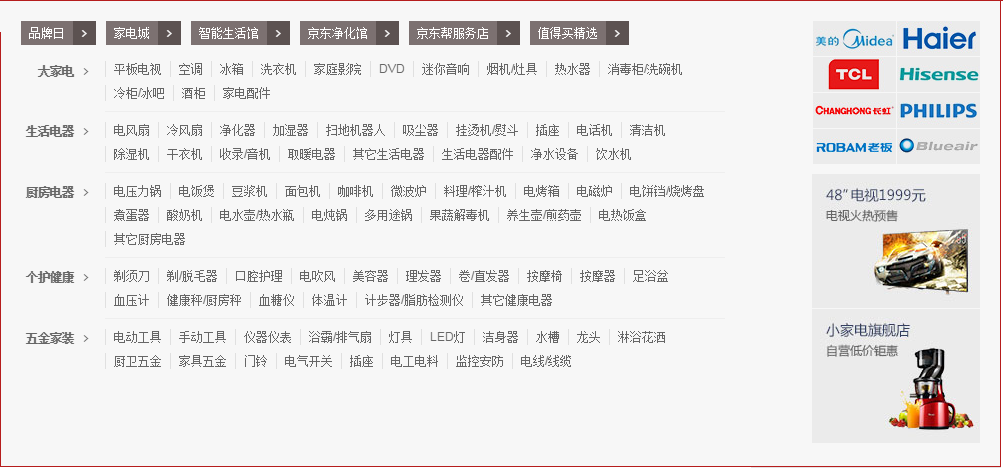 品牌日 > 家电城 > 智能生活馆 > 京东净化馆 > 京东帮服务店 > 值得买精选 >
大家电 > 平板电视 空调 冰箱 洗衣机 家庭影院 DVD 迷你音响 烟机/灶具 热水器 消毒柜/洗碗机
冷柜/冰吧 酒柜 家电配件
生活电器 > 电风扇 冷风扇 净化器 加湿器 扫地机器人 吸尘器 挂烫机/熨斗 插座 电话机 清洁机
除湿机 干衣机 收录/音机 取暖电器 其它生活电器 生活电器配件 净水设备 饮水机
厨房电器 > 电压力锅 电饭煲 豆浆机 面包机 咖啡机 微波炉 料理/榨汁机 电烤箱 电磁炉 电饼铛/烧烤盘
煮蛋器 酸奶机 电水壶/热水瓶 电炖锅 多用途锅 果蔬解毒机 养生壶/煎药壶 电热饭盒
其它厨房电器
个护健康 > 剃须刀 剃/脱毛器 口腔护理 电吹风 美容器 理发器 卷/直发器 按摩椅 按摩器 足浴盆
血压计 健康秤/厨房秤 血糖仪 体温计 计步器/脂肪检测仪 其它健康电器
五金家装 > 电动工具 手动工具 仪器仪表 浴霸/排气扇 灯具 LED灯 洁身器 水槽 龙头 淋浴花洒
厨卫五金 家具五金 门铃 电气开关 插座 电工电料 监控安防 电线/线缆
美的 Midea Haier
TCL Hisense
CHANGHONG 长虹 PHILIPS
ROBAM老板 Blueair
48”电视1999元
电视火热预售
小家电旗舰店
自营低价钜惠